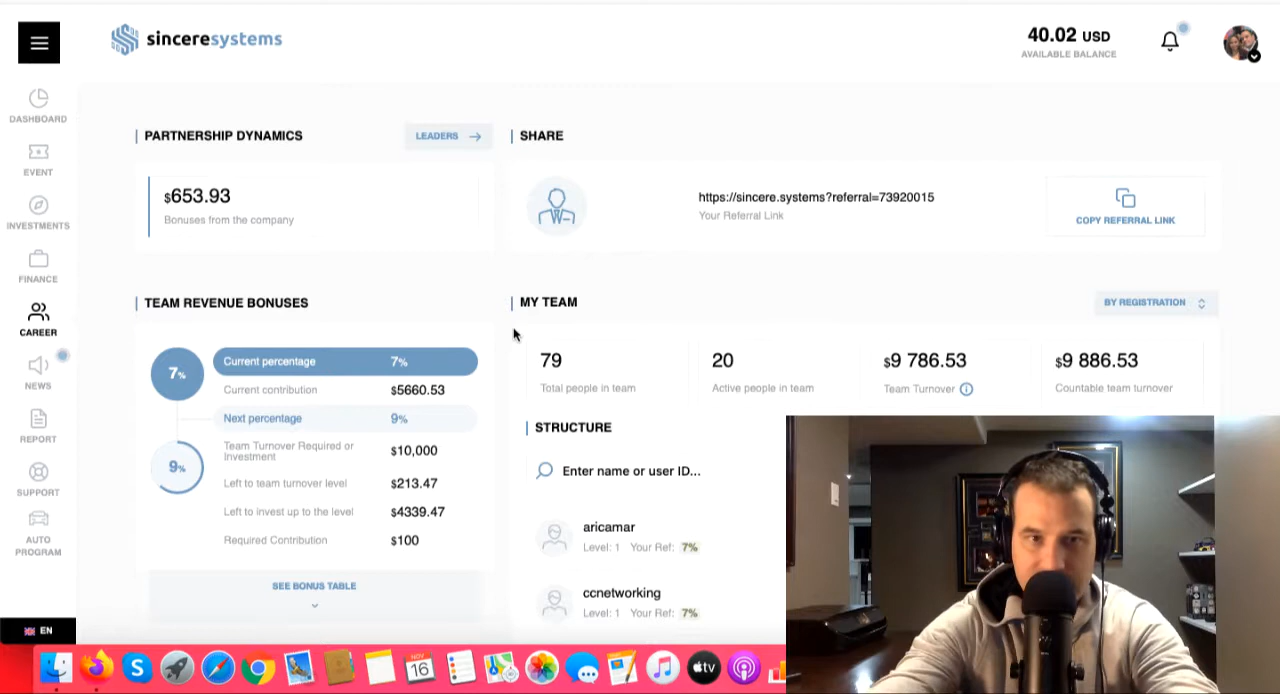 sinceresystems
40.02 USD
AVAILABLE BALANCE
DASHBOARD
EVENT
INVESTMENTS
FINANCE
CAREER
NEWS
REPORT
SUPPORT
AUTO
PROGRAM
EN
PARTNERSHIP DYNAMICS
LEADERS
$653.93
Bonuses from the company
SHARE
W
https://sincere.systems?referral=73920015
Your Referral Link
COPY REFERRAL LINK
TEAM REVENUE BONUSES
7%
Current percentage 7%
Current contribution $5660.53
Next percentage 9%
9%
Team Turnover Required or
Investment $10,000
Left to team turnover level $213.47
Left to invest up to the level $4339.47
Required Contribution $100
SEE BONUS TABLE
MY TEAM
BY REGISTRATION
79
Total people in team
20
Active people in team
$9 786.53
Team Turnover
$9 886.53
Countable team turnover
STRUCTURE
Enter name or user ID...
aricamar
Level: 1 Your Ref: 7%
ccnetworking
Level: 1 Your Ref: 7%
NOV
16
tv